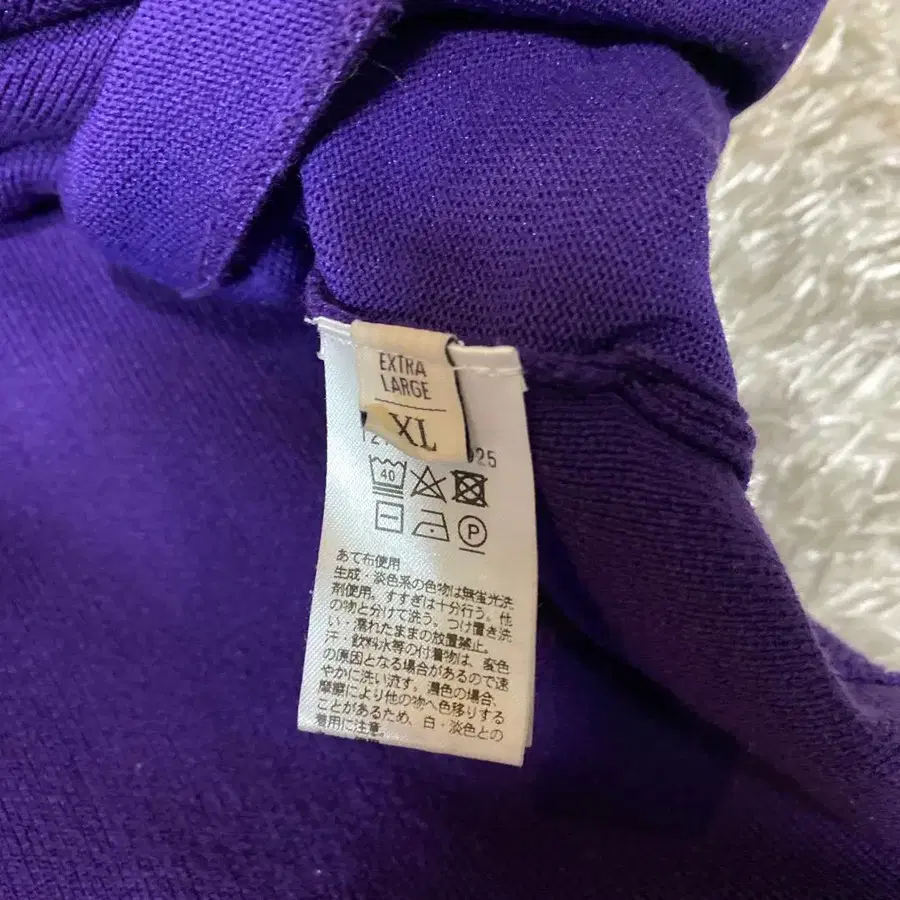 EXTRA
LARGE
XL
925
40
P
あて布使用
生成・淡色系の色物は無蛍光洗
剤使用。すすぎは十分行う。他
の物と分けて洗う。つけ置き洗
い・濡れたままの放置禁止。
汗・飲料水等の付着物は、変色
の原因となる場合があるので速
やかに洗い流す。濃色の場合、
摩擦により他の物へ色移りする
ことがあるため、白・淡色との
着用に注意。